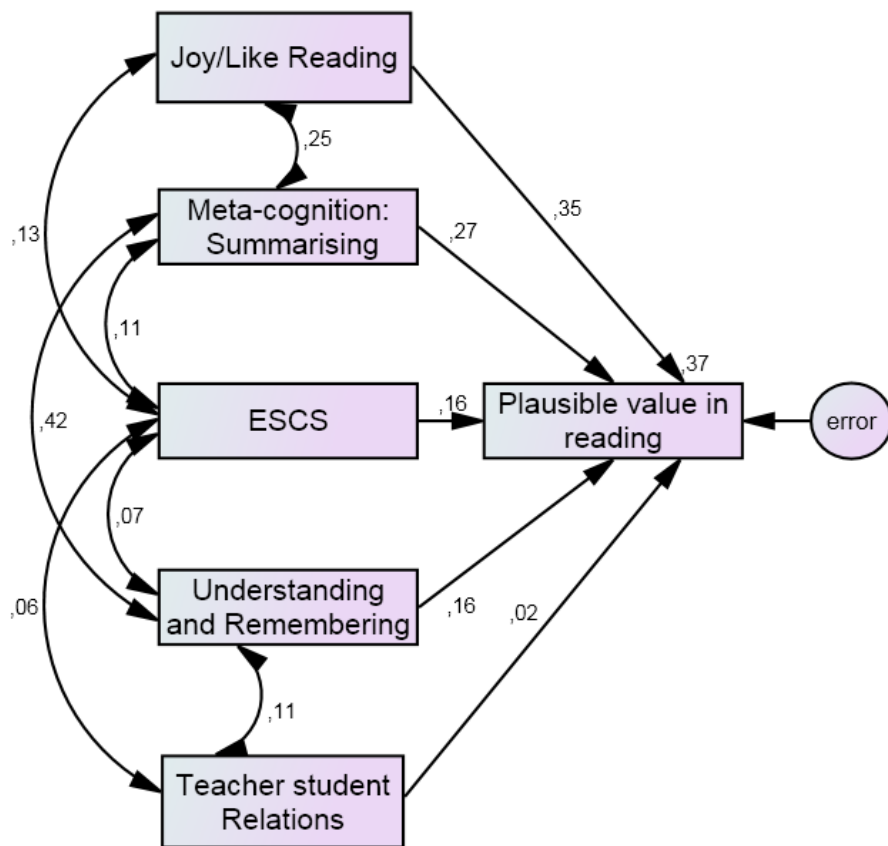 Joy/Like Reading
,25
Meta-cognition:
Summarising
,35
,27
,13
,11
,37
ESCS
,16
Plausible value in
reading
error
,42
,07
Understanding
and Remembering
,16
,02
,06
,11
Teacher student
Relations